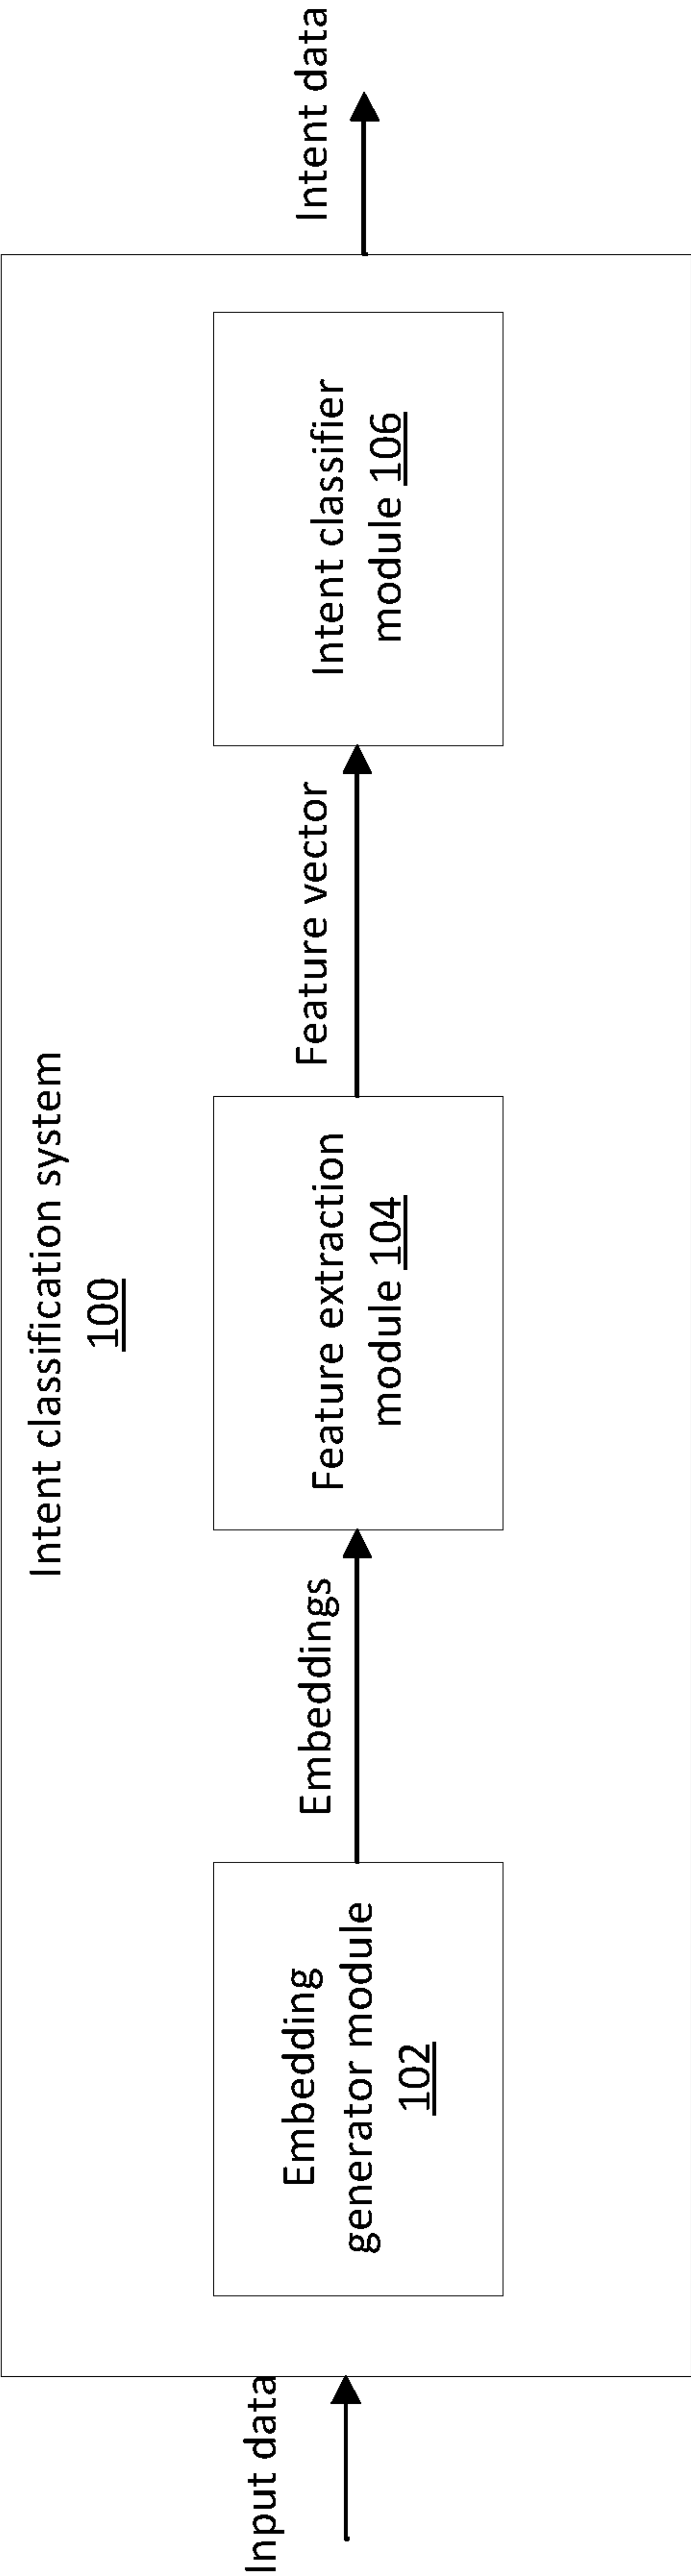 Intent classification system
100
Input data
Embedding
generator module
102
Embeddings
Feature extraction
module 104
Feature vector
Intent classifier
module 106
Intent data